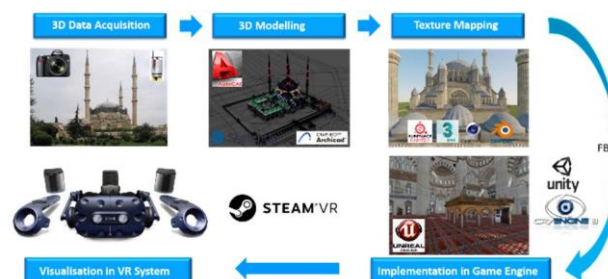 3D Data Acquisition
3D Modelling
Texture Mapping
GRAPHISOFT
Archicad
FB
unity
STEAM VR
UNREAL
Visualisation in VR System
Implementation in Game Engine